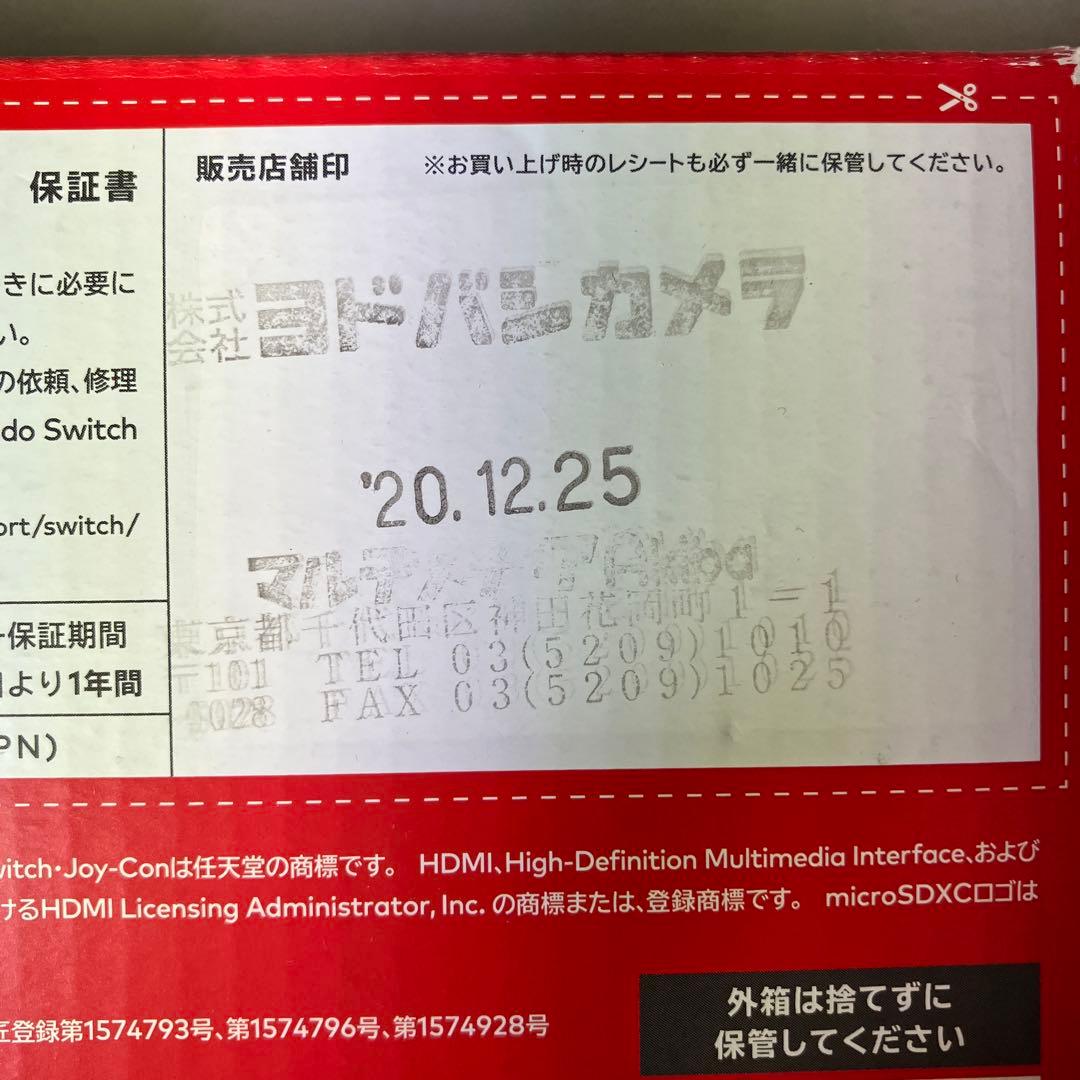 保証書
販売店舗印
※お買い上げ時のレシートも必ず一緒に保管してください。
きに必要に
い。
の依頼、修理
do Switch
ort/switch/
保証期間
より1年間
PN)
株式会社ヨドバシカメラ
'20.12.25
マルチメディアAkiba
東京都千代田区神田花岡町1-1
〒101 TEL 03(5209)1010
0028 FAX 03(5209)1025
witch・Joy-Conは任天堂の商標です。 HDMI、High-Definition Multimedia Interface、および
けるHDMI Licensing Administrator, Inc. の商標または、登録商標です。 microSDXCロゴは
匠登録第1574793号、第1574796号、第1574928号
外箱は捨てずに
保管してください